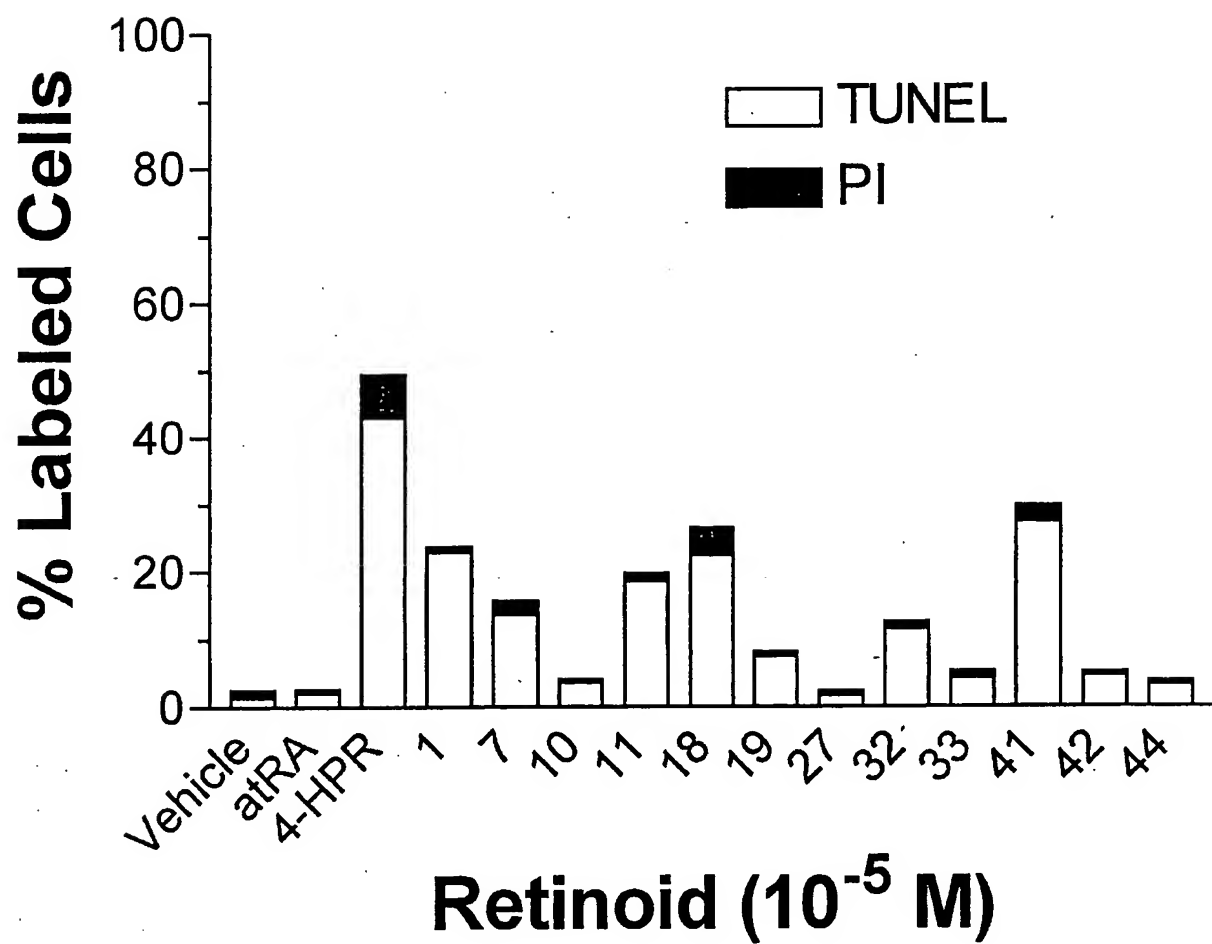 % Labeled Cells
100
80
60
40
20
0
TUNEL
PI
Vehicle
atRA
4-HPR
1
7
10
11
18
19
27
32
33
41
42
44
Retinoid (10⁻⁵ M)